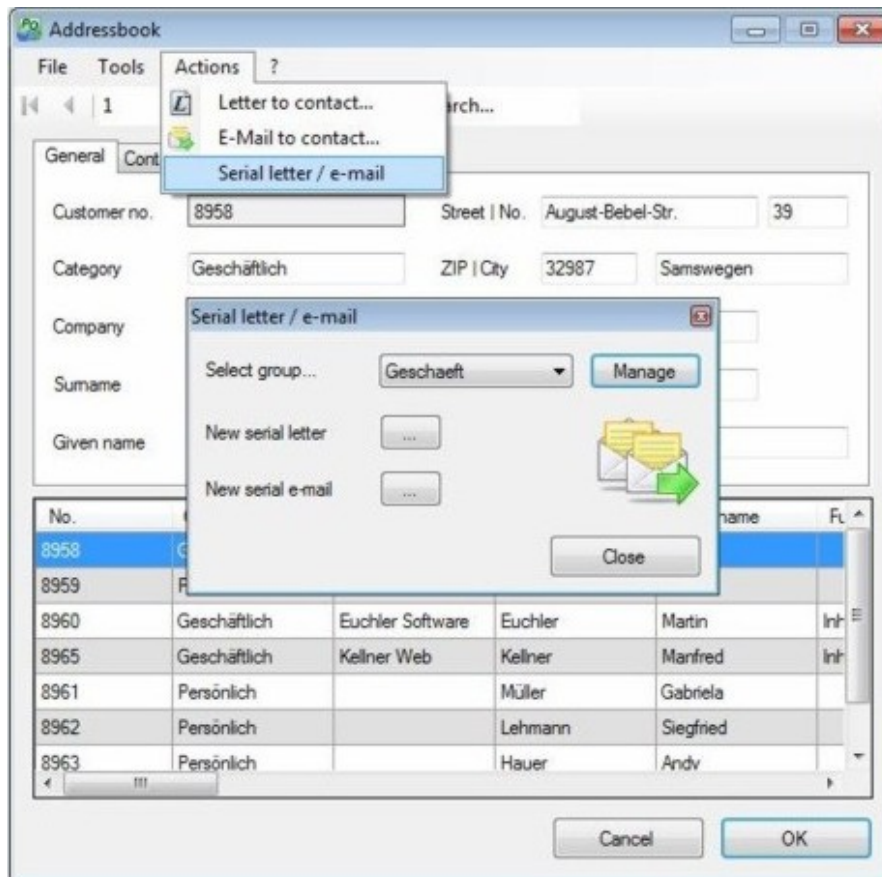 Addressbook
File Tools Actions ?
1 Letter to contact... arch...
E-Mail to contact...
General Cont
Serial letter / e-mail
Customer no. 8958 Street | No. August-Bebel-Str. 39
Category Geschäftlich ZIP | City 32987 Samswegen
Serial letter / e-mail
Company
Select group... Geschaeft Manage
Surname
New serial letter ...
Given name
New serial e-mail ...
No. name Fu
Close
8958 G
8959 P
8960 Geschäftlich Euchler Software Euchler Martin Inh
8965 Geschäftlich Kellner Web Kellner Manfred Inh
8961 Persönlich Müller Gabriela
8962 Persönlich Lehmann Siegfried
8963 Persönlich Hauer Andy
Cancel OK